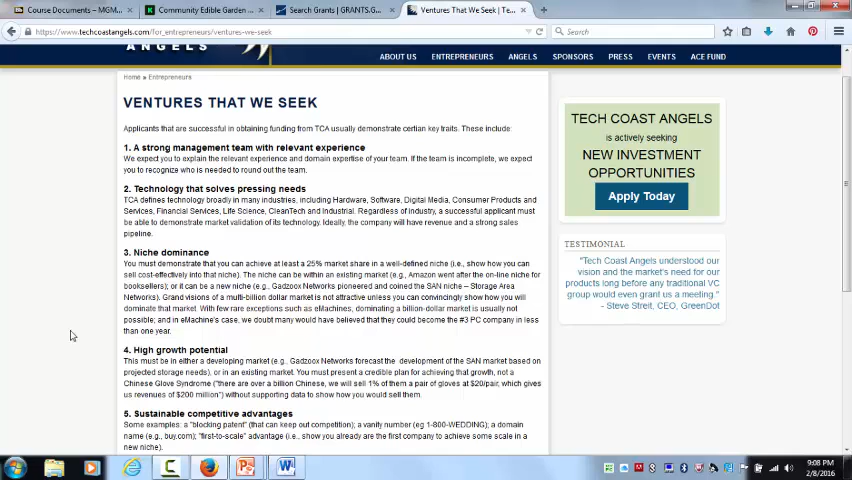 Course Documents – MGM...
Community Edible Garden ...
Search Grants | GRANTS.G...
Ventures That We Seek | Te...
https://www.techcoastangels.com/for_entrepreneurs/ventures-we-seek
Search
ANGELS
ABOUT US ENTREPRENEURS ANGELS SPONSORS PRESS EVENTS ACE FUND
Home » Entrepreneurs
VENTURES THAT WE SEEK
Applicants that are successful in obtaining funding from TCA usually demonstrate certian key traits. These include:
1. A strong management team with relevant experience
We expect you to explain the relevant experience and domain expertise of your team. If the team is incomplete, we expect
you to recognize who is needed to round out the team.
2. Technology that solves pressing needs
TCA defines technology broadly in many industries, including Hardware, Software, Digital Media, Consumer Products and
Services, Financial Services, Life Science, CleanTech and Industrial. Regardless of industry, a successful applicant must
be able to demonstrate market validation of its technology. Ideally, the company will have revenue and a strong sales
pipeline.
3. Niche dominance
You must demonstrate that you can achieve at least a 25% market share in a well-defined niche (i.e., show how you can
sell cost-effectively into that niche). The niche can be within an existing market (e.g., Amazon went after the on-line niche for
booksellers); or it can be a new niche (e.g., Gadzoox Networks pioneered and coined the SAN niche – Storage Area
Networks). Grand visions of a multi-billion dollar market is not attractive unless you can convincingly show how you will
dominate that market. With few rare exceptions such as eMachines, dominating a billion-dollar market is usually not
possible; and in eMachine's case, we doubt many would have believed that they could become the #3 PC company in less
than one year.
4. High growth potential
This must be in either a developing market (e.g., Gadzoox Networks forecast the development of the SAN market based on
projected storage needs), or in an existing market. You must present a credible plan for achieving that growth, not a
Chinese Glove Syndrome ("there are over a billion Chinese, we will sell 1% of them a pair of gloves at $20/pair, which gives
us revenues of $200 million") without supporting data to show how you would sell them.
5. Sustainable competitive advantages
Some examples: a "blocking patent" (that can keep out competition); a vanity number (eg 1-800-WEDDING); a domain
name (e.g., buy.com); "first-to-scale" advantage (i.e., show you already are the first company to achieve some scale in a
new niche).
TECH COAST ANGELS
is actively seeking
NEW INVESTMENT
OPPORTUNITIES
Apply Today
TESTIMONIAL
"Tech Coast Angels understood our
vision and the market's need for our
products long before any traditional VC
group would even grant us a meeting."
- Steve Streit, CEO, GreenDot
9:08 PM
2/8/2016